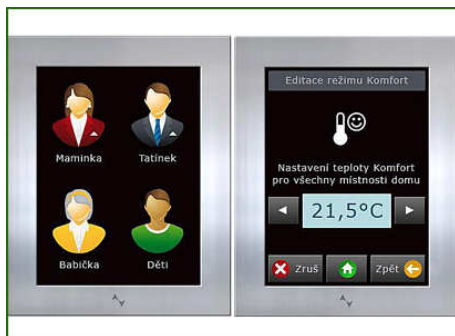 Maminka Tatínek
Babička Děti
Editace režimu Komfort
Nastavení teploty Komfort
pro všechny místnosti domu
21,5°C
Zruš Zpět